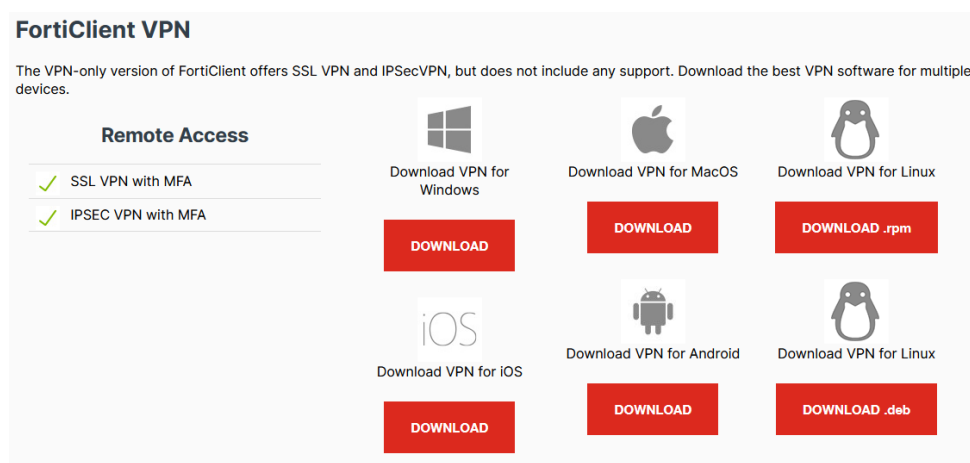 FortiClient VPN
The VPN-only version of FortiClient offers SSL VPN and IPSecVPN, but does not include any support. Download the best VPN software for multiple
devices.
Remote Access
SSL VPN with MFA
IPSEC VPN with MFA
Download VPN for
Windows
DOWNLOAD
Download VPN for MacOS
DOWNLOAD
Download VPN for Linux
DOWNLOAD .rpm
iOS
Download VPN for iOS
DOWNLOAD
Download VPN for Android
DOWNLOAD
Download VPN for Linux
DOWNLOAD .deb